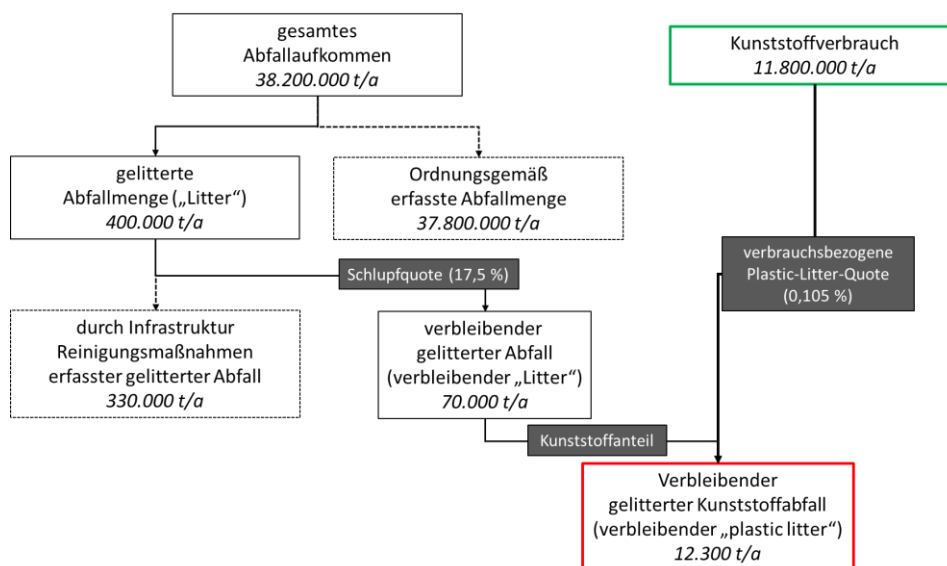 gesamtes
Abfallaufkommen
38.200.000 t/a
Kunststoffverbrauch
11.800.000 t/a
gelitterte
Abfallmenge („Litter“)
400.000 t/a
Ordnungsgemäß
erfasste Abfallmenge
37.800.000 t/a
verbrauchsbezogene
Plastic-Litter-Quote
(0,105 %)
Schlupfquote (17,5 %)
durch Infrastruktur
Reinigungsmaßnahmen
erfasster gelitterter Abfall
330.000 t/a
verbleibender
gelitterter Abfall
(verbleibender „Litter“)
70.000 t/a
Kunststoffanteil
Verbleibender
gelitterter Kunststoffabfall
(verbleibender „plastic litter“)
12.300 t/a